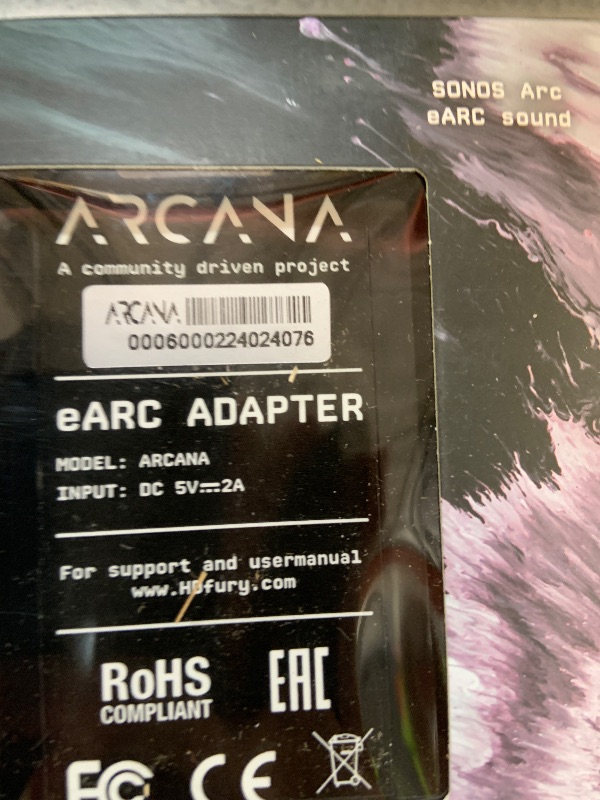 SONOS Arc
eARC sound
ARCANA
A community driven project
ARCANA
0006000224024076
eARC ADAPTER
MODEL: ARCANA
INPUT: DC 5V⎓2A
For support and usermanual
www.HDfury.com
RoHS
COMPLIANT
EAC
FC CE